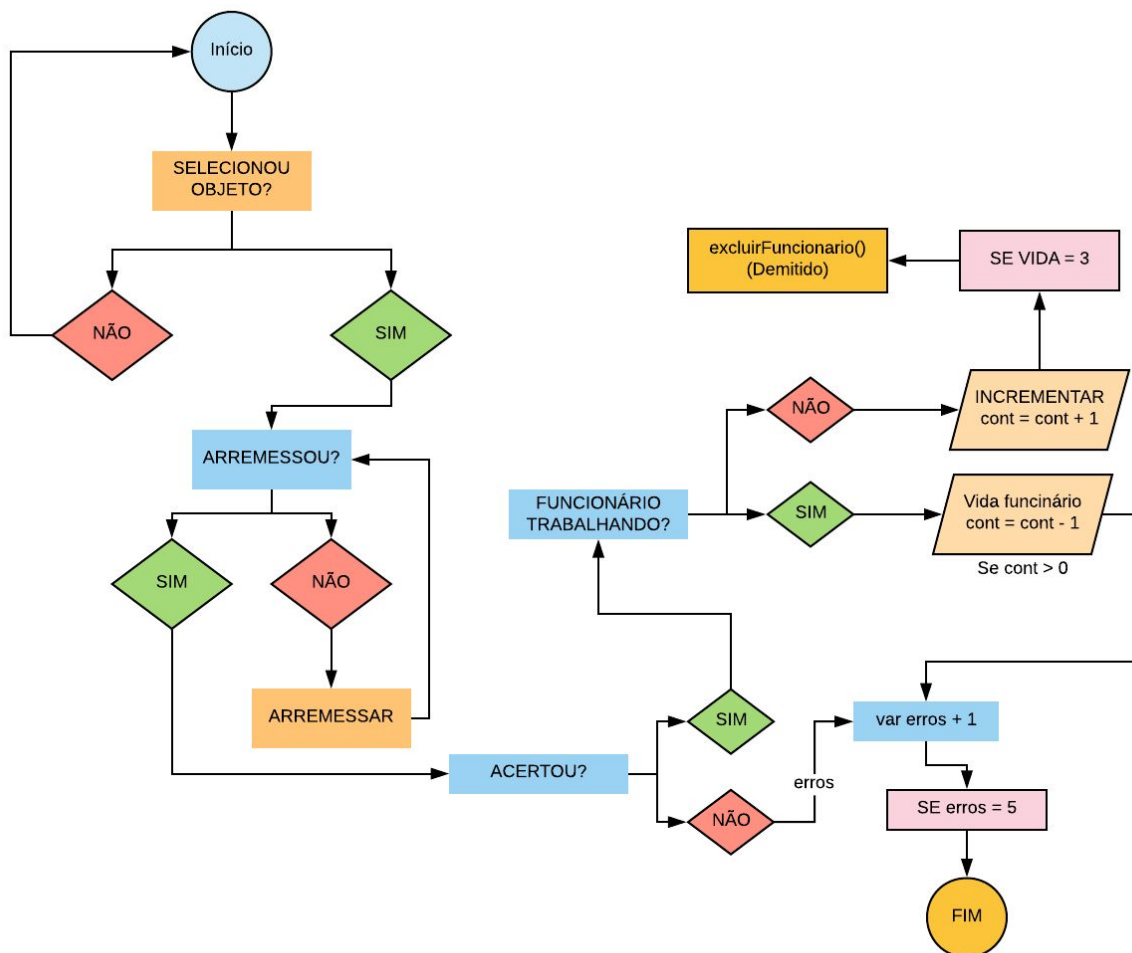 Início
SELECIONOU
OBJETO?
NÃO
SIM
ARREMESSOU?
SIM
NÃO
ARREMESSAR
ACERTOU?
SIM
NÃO
erros
FUNCIONÁRIO
TRABALHANDO?
NÃO
SIM
INCREMENTAR
cont = cont + 1
Vida funcinário
cont = cont - 1
Se cont > 0
SE VIDA = 3
excluirFuncionario()
(Demitido)
var erros + 1
SE erros = 5
FIM